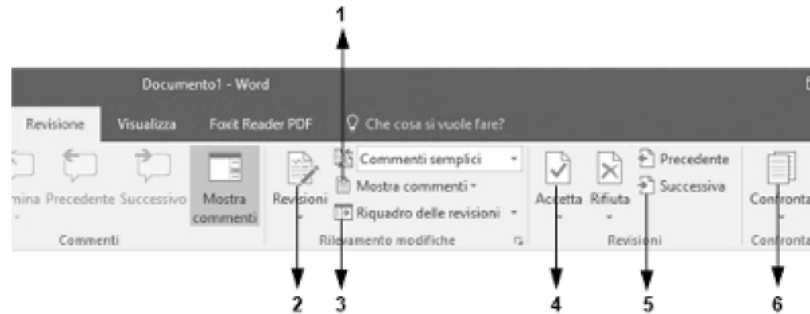 1
Documento1 - Word
Revisione Visualizza Foxit Reader PDF Che cosa si vuole fare?
Commenti semplici Precedente
mina Precedente Successivo Mostra commenti Revisioni Mostra commenti Accetta Rifiuta Successiva Confronta
Riquadro delle revisioni
Commenti Rilevamento modifiche Revisioni Confronta
2 3 4 5 6